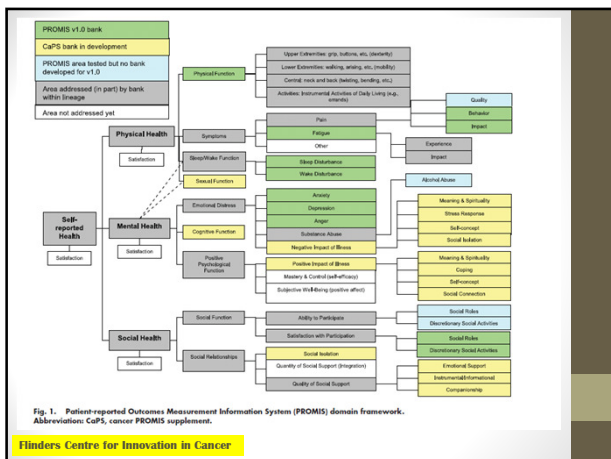 PROMIS v1.0 bank
CaPS bank in development
PROMIS area tested but no bank
developed for v1.0
Area addressed (in part) by bank
within lineage
Area not addressed yet
Self-
reported
Health
Satisfaction
Physical Health
Satisfaction
Physical Function
Upper Extremities: grip, buttons, etc. (dexterity)
Lower Extremities: walking, arising, etc. (mobility)
Central: neck and back (twisting, bending, etc.)
Activities: Instrumental Activities of Daily Living (e.g.,
errands)
Symptoms
Pain
Quality
Behavior
Impact
Fatigue
Experience
Impact
Other
Sleep/Wake Function
Sleep Disturbance
Wake Disturbance
Sexual Function
Mental Health
Satisfaction
Emotional Distress
Anxiety
Depression
Anger
Substance Abuse
Alcohol Abuse
Negative Impact of Illness
Meaning & Spirituality
Stress Response
Self-concept
Social Isolation
Cognitive Function
Positive
Psychological
Function
Positive Impact of Illness
Meaning & Spirituality
Coping
Self-concept
Social Connection
Mastery & Control (self-efficacy)
Subjective Well-Being (positive affect)
Social Health
Satisfaction
Social Function
Ability to Participate
Social Roles
Discretionary Social Activities
Satisfaction with Participation
Social Roles
Discretionary Social Activities
Social Relationships
Social Isolation
Quantity of Social Support (Integration)
Quality of Social Support
Emotional Support
Instrumental/Informational
Companionship
Fig. 1. Patient-reported Outcomes Measurement Information System (PROMIS) domain framework.
Abbreviation: CaPS, cancer PROMIS supplement.
Flinders Centre for Innovation in Cancer